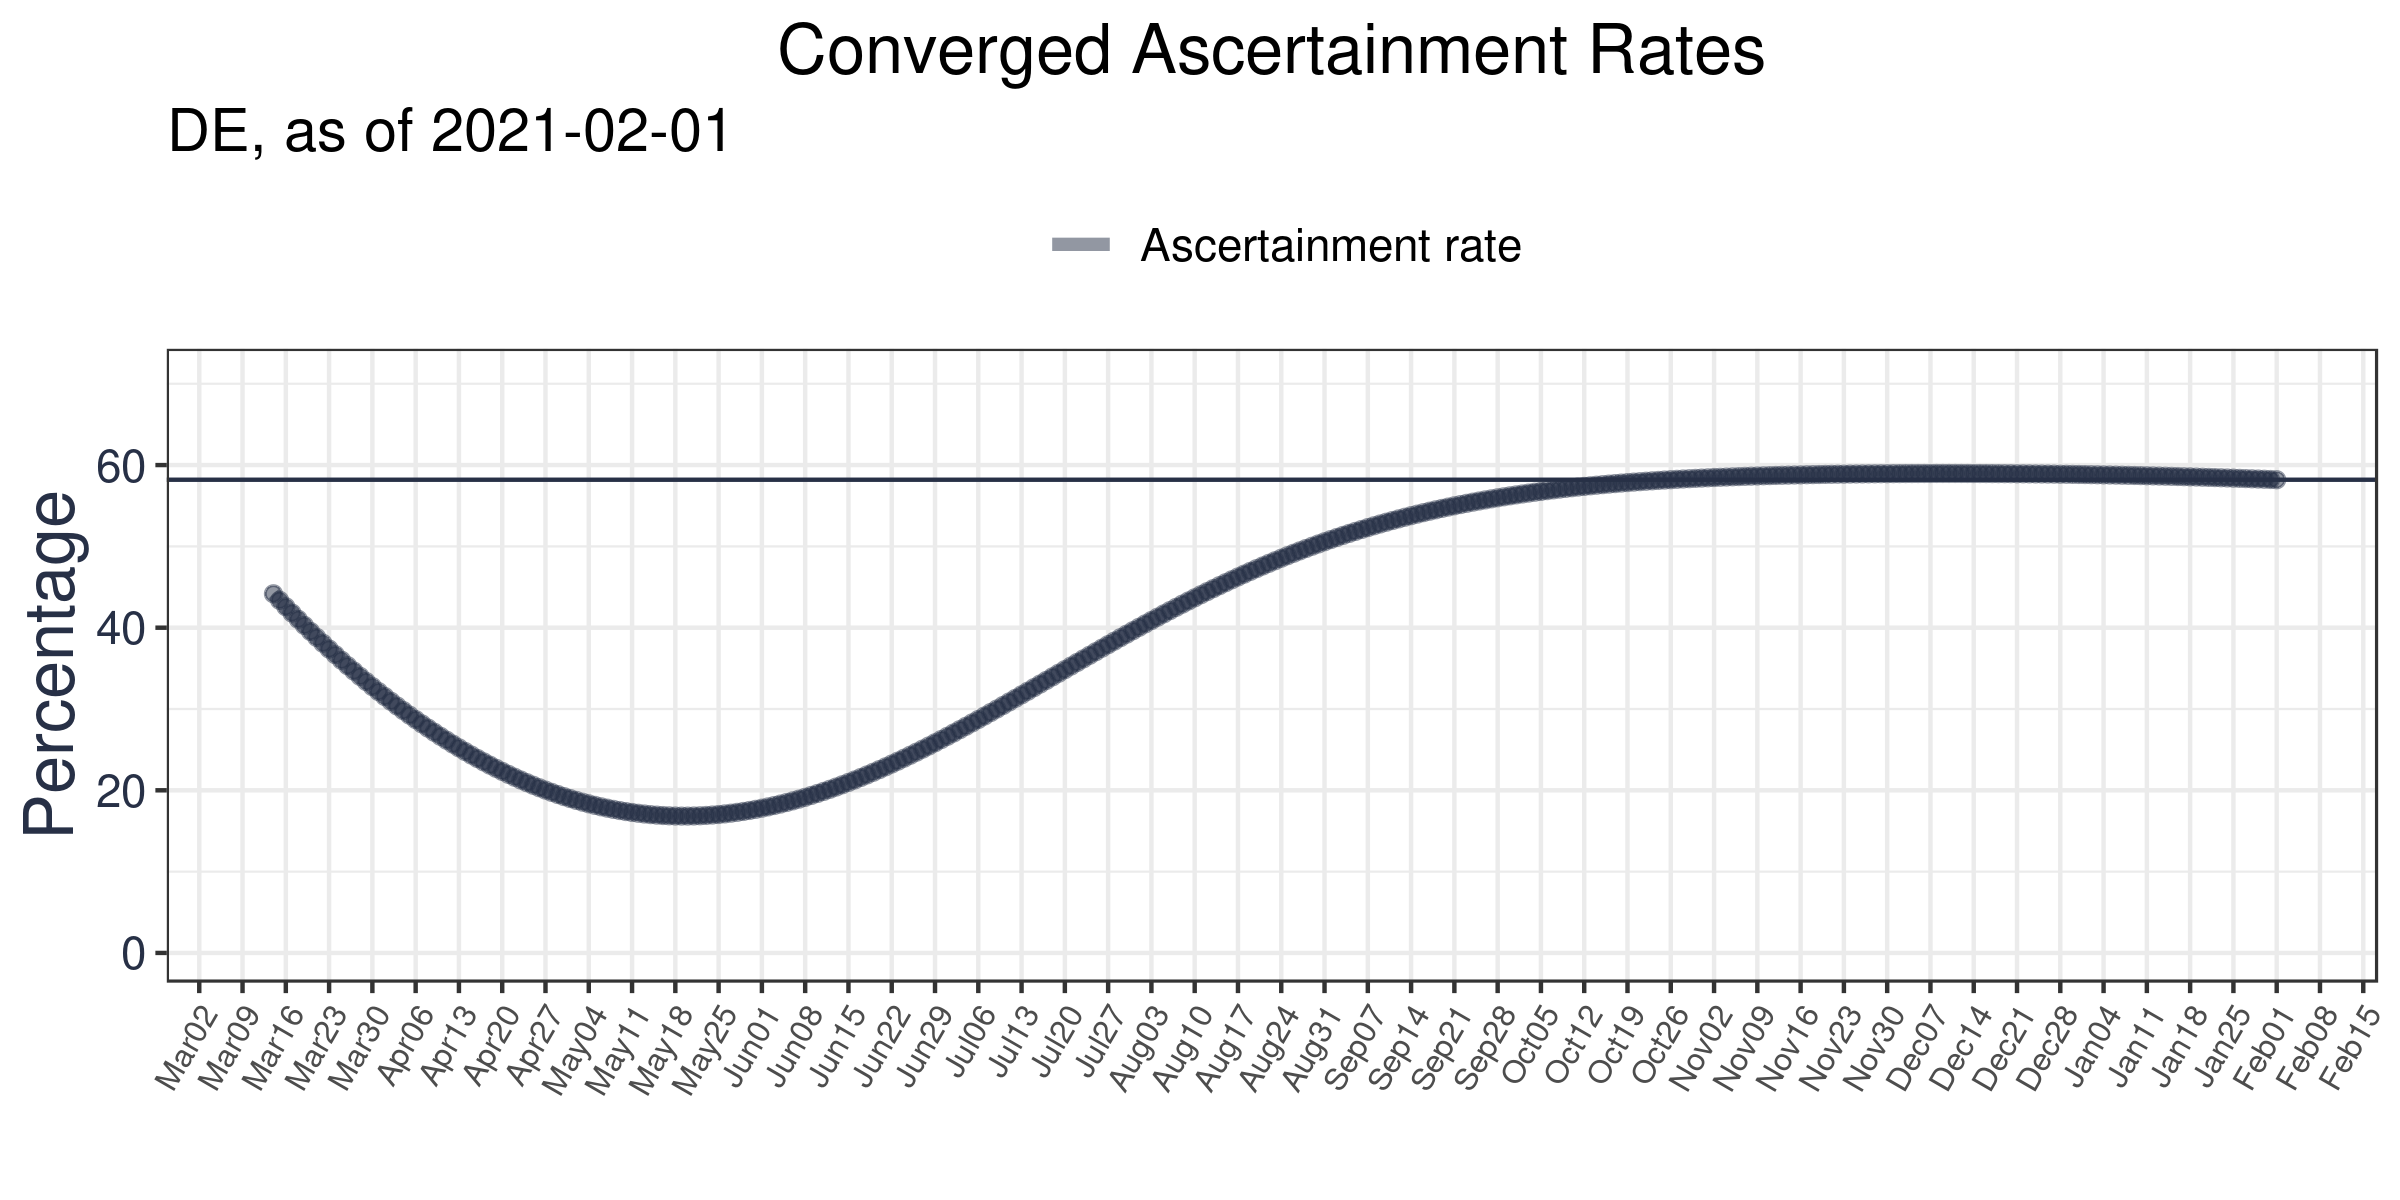 Converged Ascertainment Rates
DE, as of 2021-02-01
Ascertainment rate
Percentage
60
40
20
0
Mar02 Mar09 Mar16 Mar23 Mar30 Apr06 Apr13 Apr20 Apr27 May04 May11 May18 May25 Jun01 Jun08 Jun15 Jun22 Jun29 Jul06 Jul13 Jul20 Jul27 Aug03 Aug10 Aug17 Aug24 Aug31 Sep07 Sep14 Sep21 Sep28 Oct05 Oct12 Oct19 Oct26 Nov02 Nov09 Nov16 Nov23 Nov30 Dec07 Dec14 Dec21 Dec28 Jan04 Jan11 Jan18 Jan25 Feb01 Feb08 Feb15